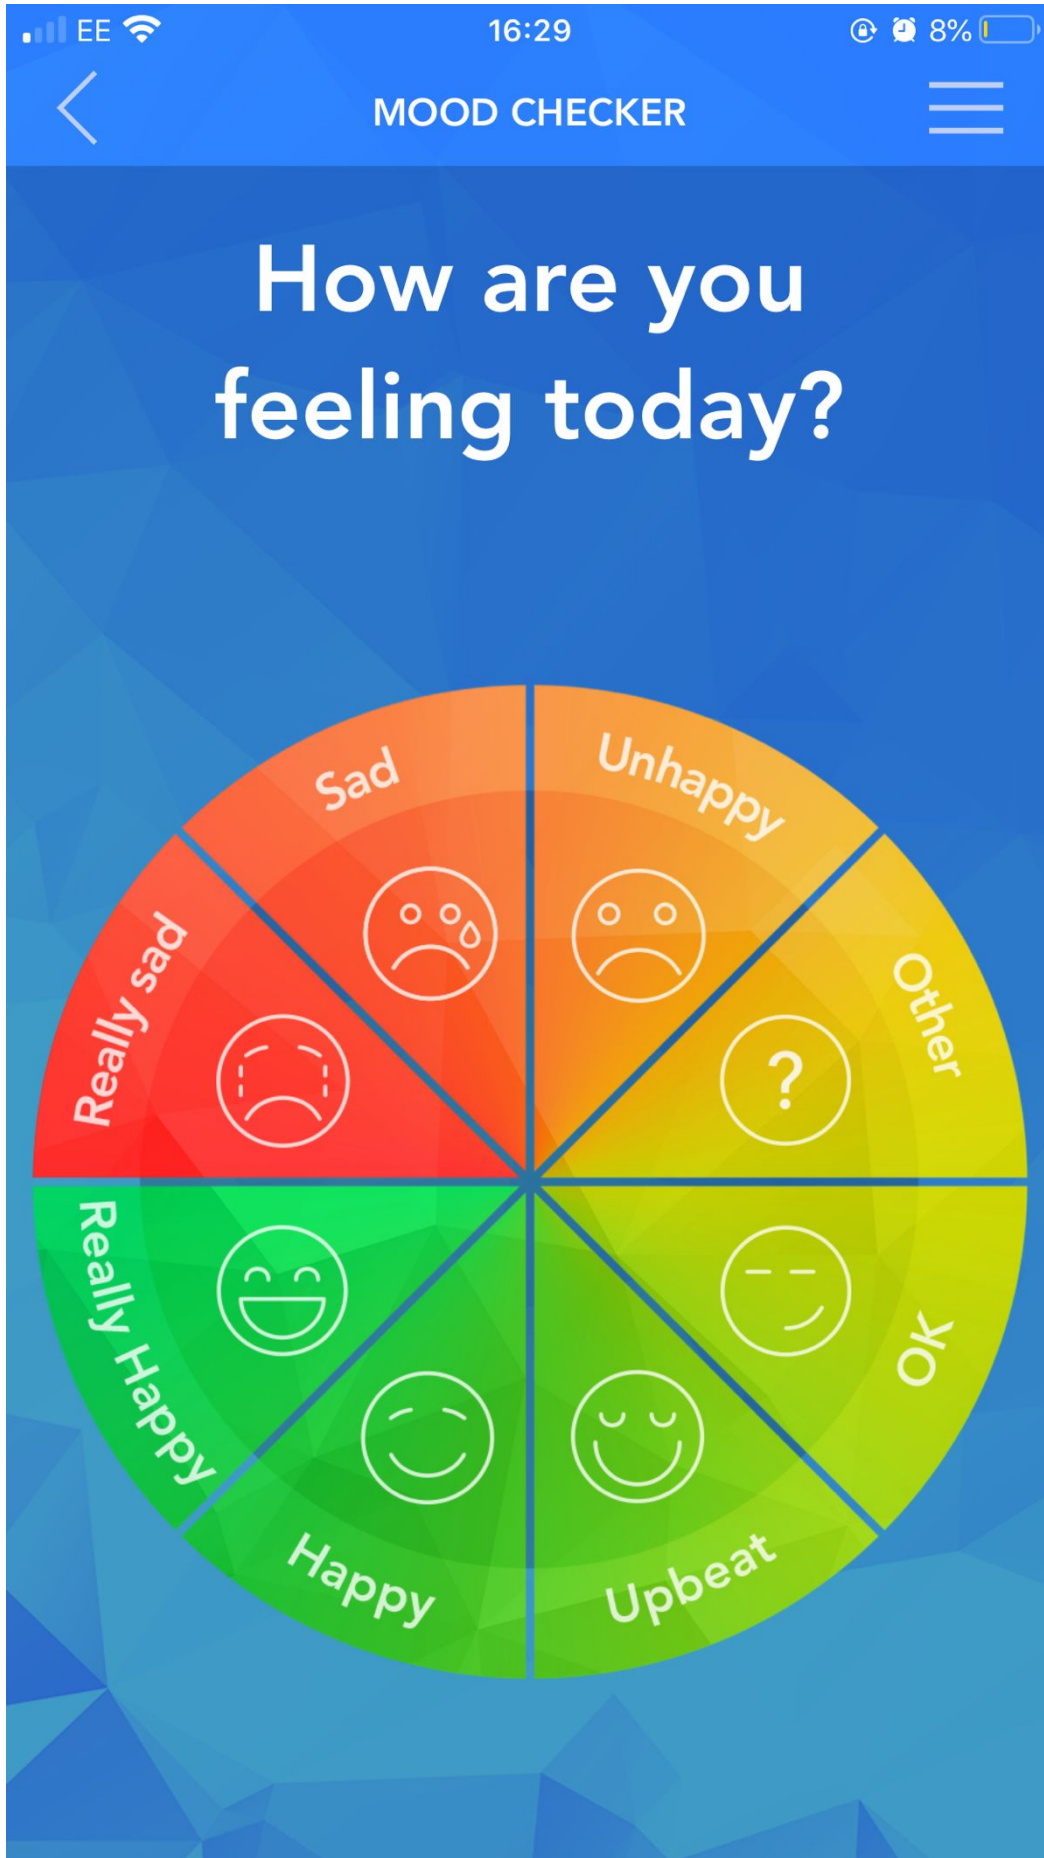 EE 16:29 8%
MOOD CHECKER
How are you
feeling today?
Sad
Unhappy
Really sad
Other
?
Really Happy
OK
Happy
Upbeat